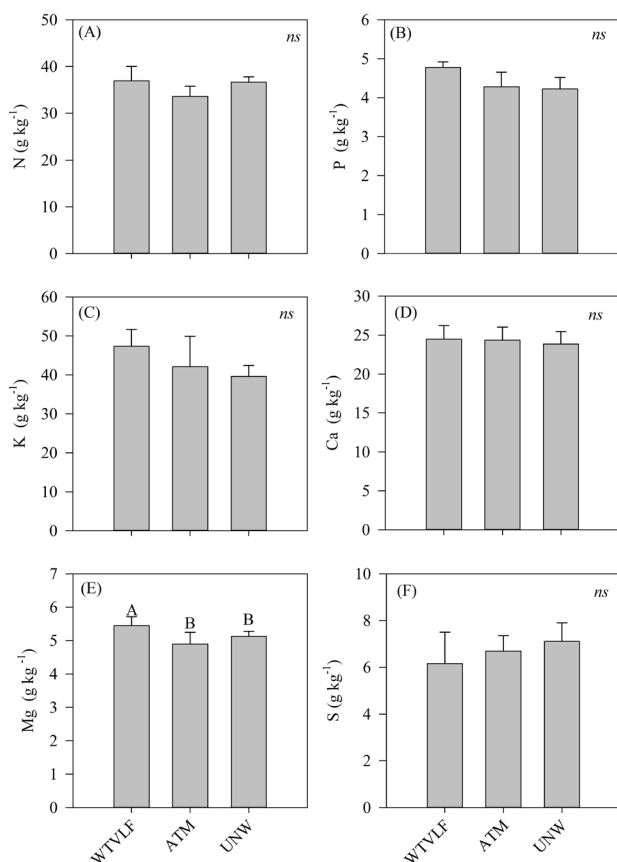 (A)
ns
50
40
30
20
10
0
N (g kg⁻¹)
(B)
ns
6
5
4
3
2
1
0
P (g kg⁻¹)
(C)
ns
60
50
40
30
20
10
0
K (g kg⁻¹)
(D)
ns
30
25
20
15
10
5
0
Ca (g kg⁻¹)
(E)
7
6
5
4
3
2
1
0
Mg (g kg⁻¹)
A
B
B
WTVLF
ATM
UNW
(F)
ns
10
8
6
4
2
0
S (g kg⁻¹)
WTVLF
ATM
UNW